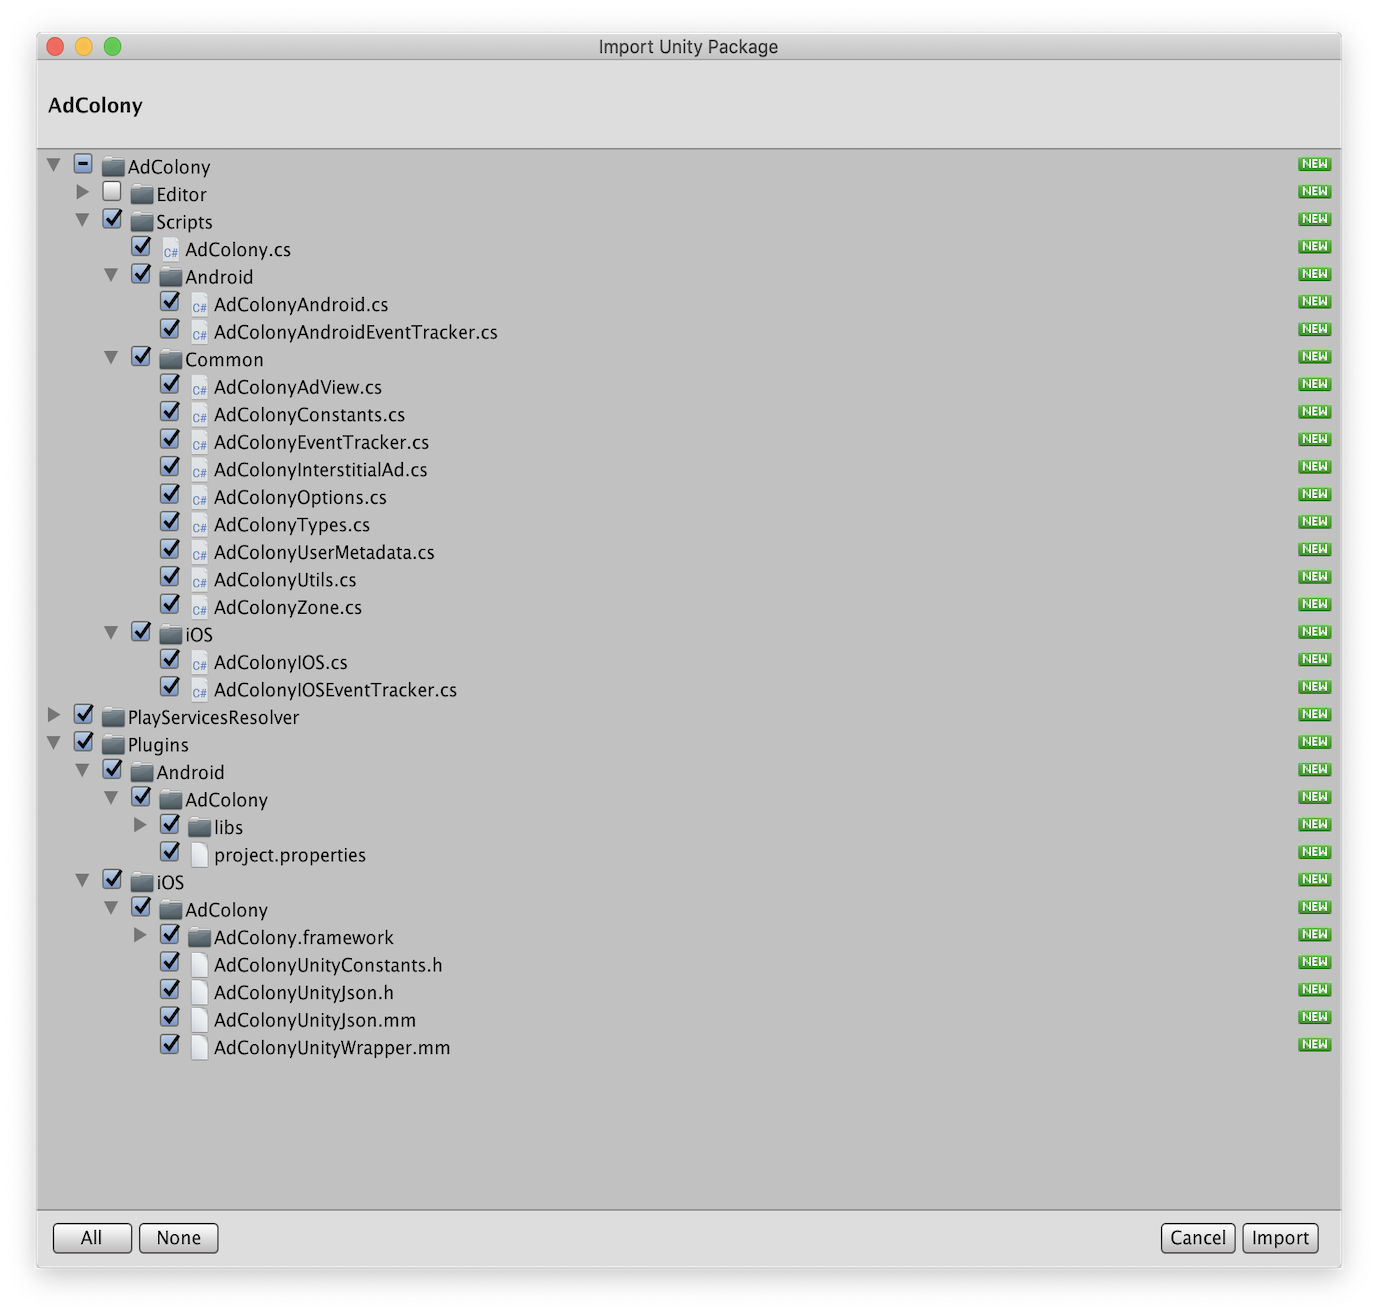 Import Unity Package
AdColony
AdColony NEW
Editor NEW
Scripts NEW
C# AdColony.cs NEW
Android NEW
C# AdColonyAndroid.cs NEW
C# AdColonyAndroidEventTracker.cs NEW
Common NEW
C# AdColonyAdView.cs NEW
C# AdColonyConstants.cs NEW
C# AdColonyEventTracker.cs NEW
C# AdColonyInterstitialAd.cs NEW
C# AdColonyOptions.cs NEW
C# AdColonyTypes.cs NEW
C# AdColonyUserMetadata.cs NEW
C# AdColonyUtils.cs NEW
C# AdColonyZone.cs NEW
iOS NEW
C# AdColonyIOS.cs NEW
C# AdColonyIOSEventTracker.cs NEW
PlayServicesResolver NEW
Plugins NEW
Android NEW
AdColony NEW
libs NEW
project.properties NEW
iOS NEW
AdColony NEW
AdColony.framework NEW
AdColonyUnityConstants.h NEW
AdColonyUnityJson.h NEW
AdColonyUnityJson.mm NEW
AdColonyUnityWrapper.mm NEW
All None Cancel Import